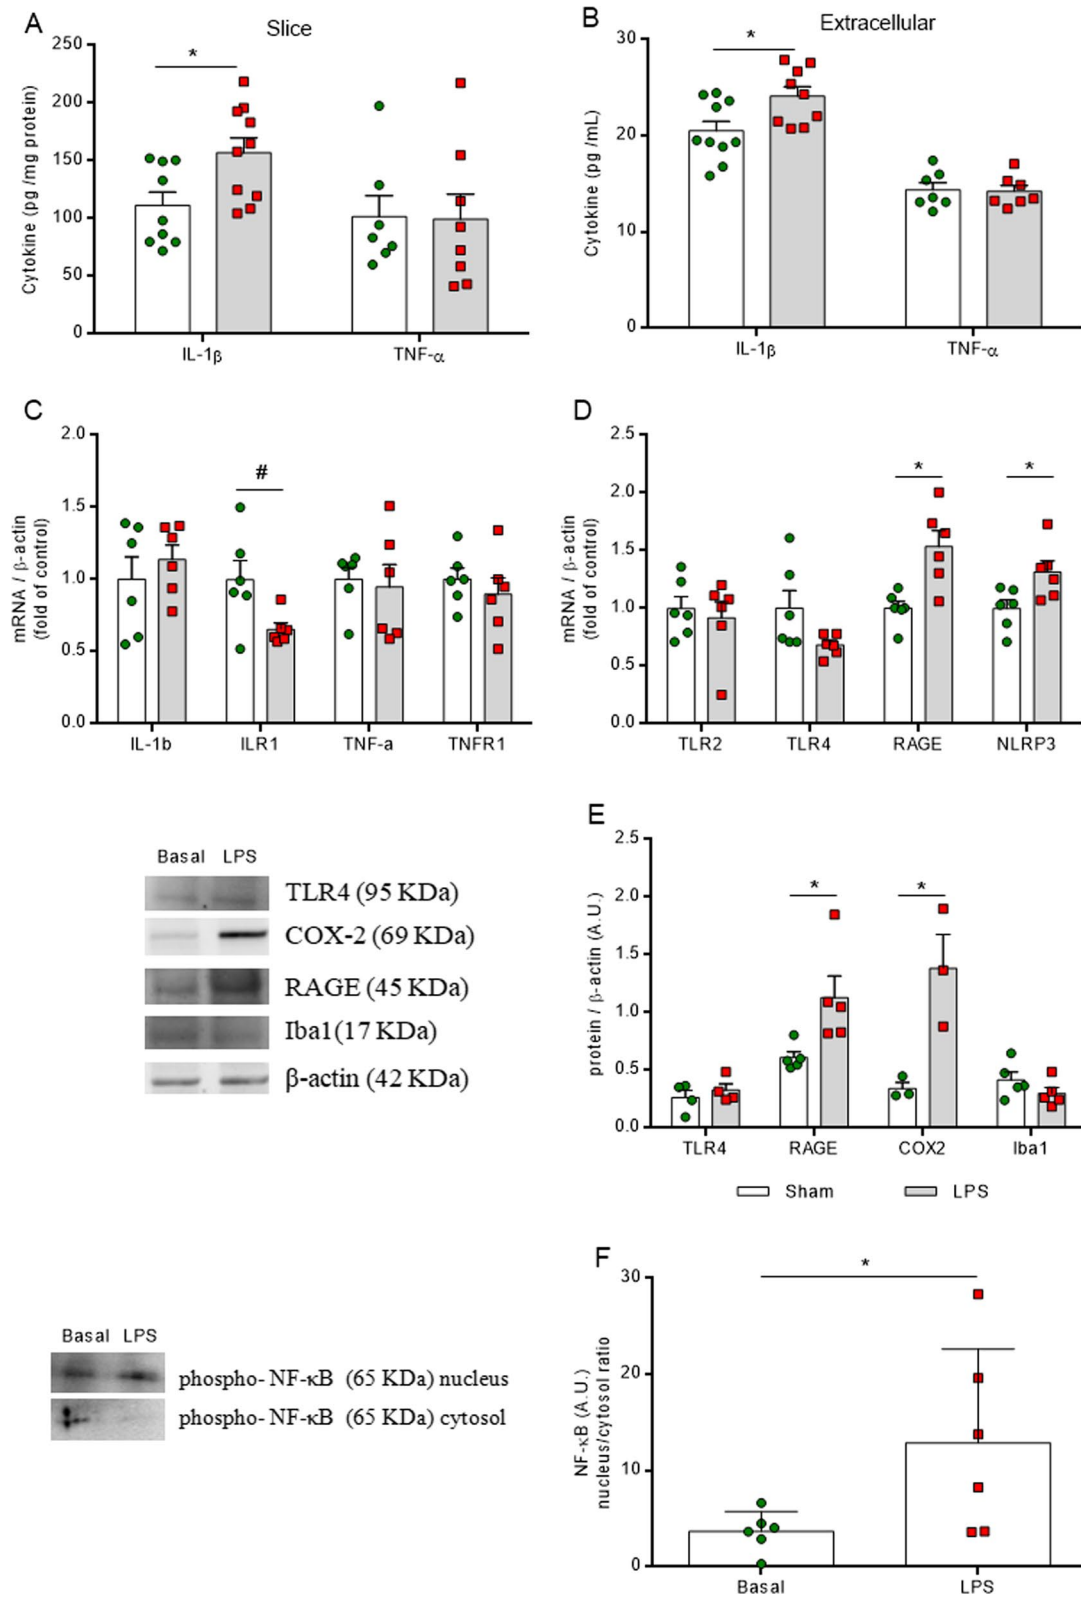 A
Slice
250
200
150
100
50
0
Cytokine (pg /mg protein)
*
IL-1β
TNF-α
B
Extracellular
30
20
10
0
Cytokine (pg /mL)
*
IL-1β
TNF-α
C
2.0
1.5
1.0
0.5
0.0
mRNA / β-actin
(fold of control)
#
IL-1b
ILR1
TNF-a
TNFR1
D
2.5
2.0
1.5
1.0
0.5
0.0
mRNA / β-actin
(fold of control)
*
*
TLR2
TLR4
RAGE
NLRP3
Basal LPS
TLR4 (95 KDa)
COX-2 (69 KDa)
RAGE (45 KDa)
Iba1(17 KDa)
β-actin (42 KDa)
E
2.5
2.0
1.5
1.0
0.5
0.0
protein / β-actin (A.U.)
*
*
TLR4
RAGE
COX2
Iba1
Sham
LPS
Basal LPS
phospho- NF-κB (65 KDa) nucleus
phospho- NF-κB (65 KDa) cytosol
F
30
20
10
0
NF-κB (A.U.)
nucleus/cytosol ratio
*
Basal
LPS